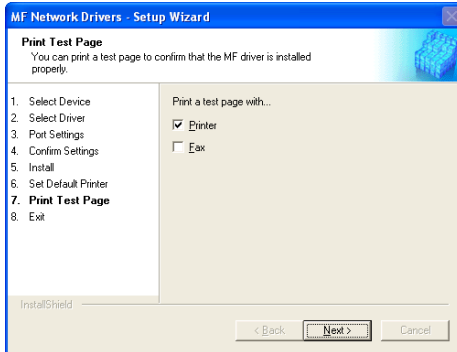 MF Network Drivers - Setup Wizard
Print Test Page
You can print a test page to confirm that the MF driver is installed
properly.
1. Select Device
2. Select Driver
3. Port Settings
4. Confirm Settings
5. Install
6. Set Default Printer
7. Print Test Page
8. Exit
Print a test page with...
Printer
Fax
InstallShield
< Back
Next >
Cancel